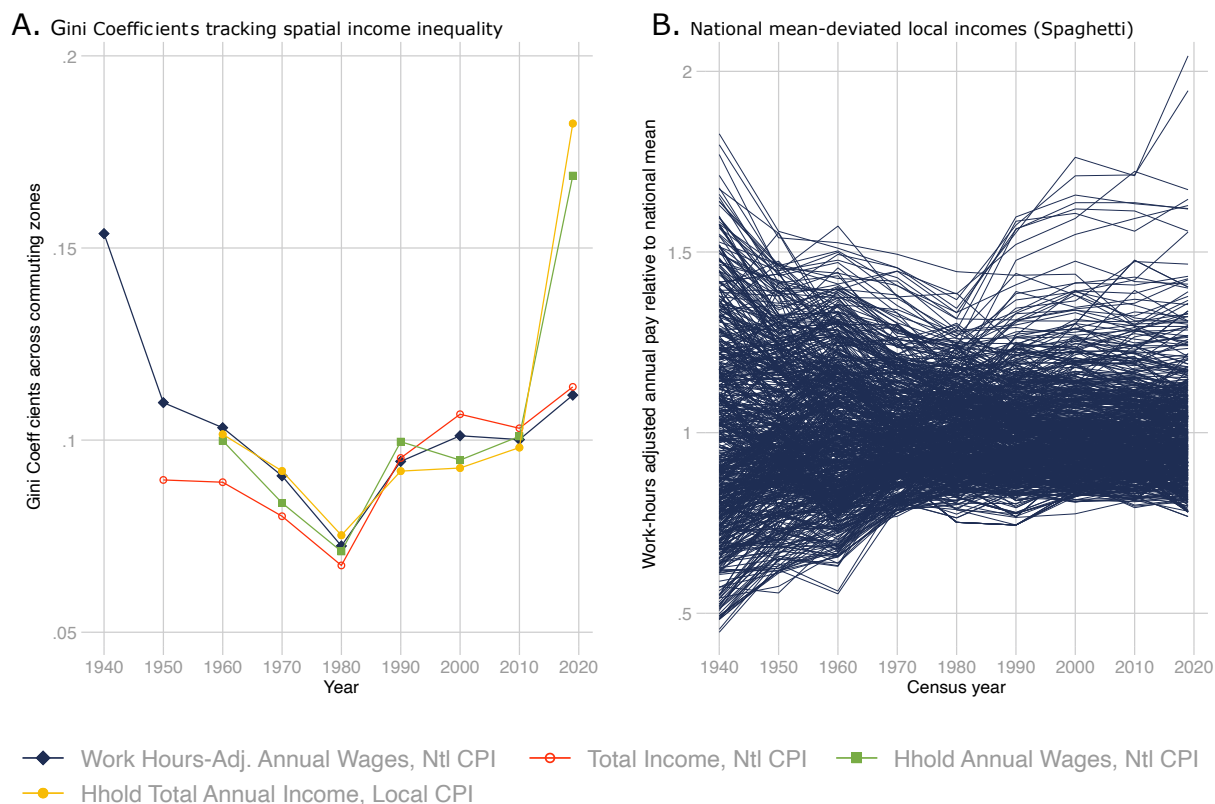 A. Gini Coefficients tracking spatial income inequality
Gini Coefficients across commuting zones
.2
.15
.1
.05
1940 1950 1960 1970 1980 1990 2000 2010 2020
Year
B. National mean-deviated local incomes (Spaghetti)
Work-hours adjusted annual pay relative to national mean
2
1.5
1
.5
1940 1950 1960 1970 1980 1990 2000 2010 2020
Census year
Work Hours-Adj. Annual Wages, Ntl CPI Total Income, Ntl CPI Hhold Annual Wages, Ntl CPI
Hhold Total Annual Income, Local CPI